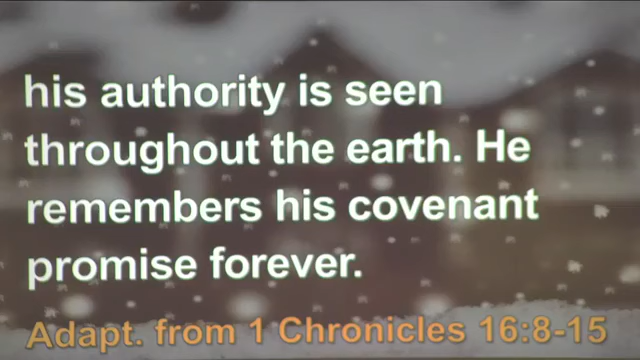 his authority is seen
throughout the earth. He
remembers his covenant
promise forever.
Adapt. from 1 Chronicles 16:8-15